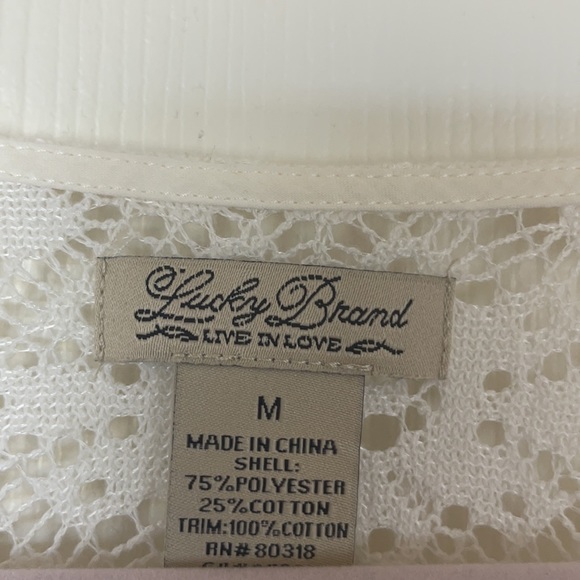 Lucky Brand
LIVE IN LOVE
M
MADE IN CHINA
SHELL:
75%POLYESTER
25%COTTON
TRIM:100%COTTON
RN#80318